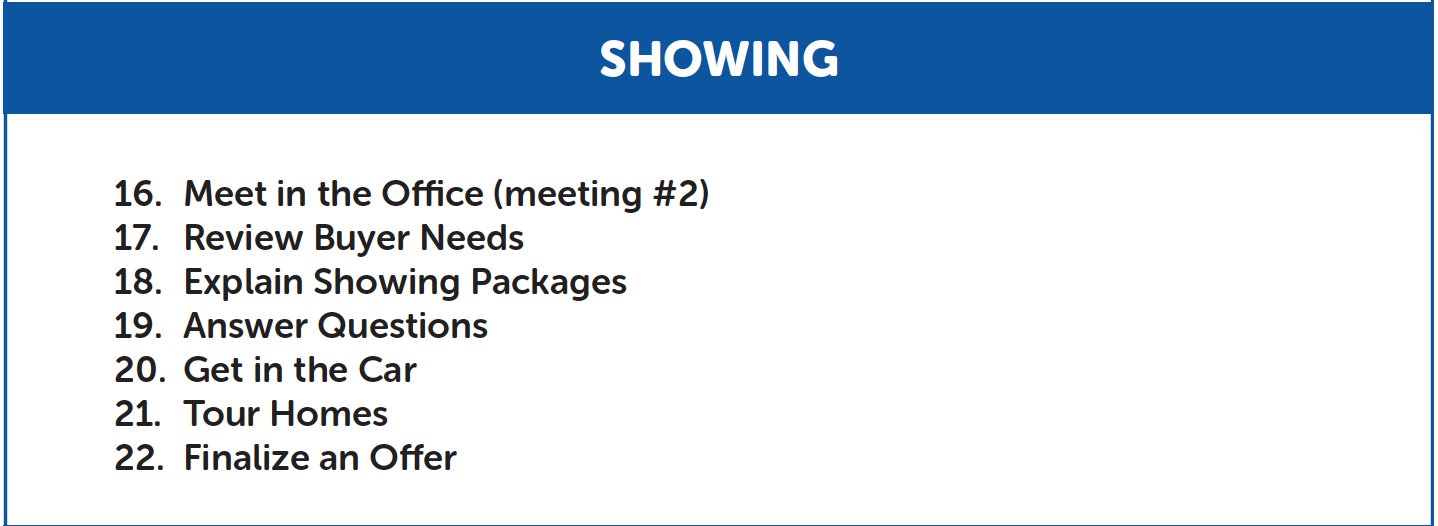 SHOWING
16. Meet in the Office (meeting #2)
17. Review Buyer Needs
18. Explain Showing Packages
19. Answer Questions
20. Get in the Car
21. Tour Homes
22. Finalize an Offer